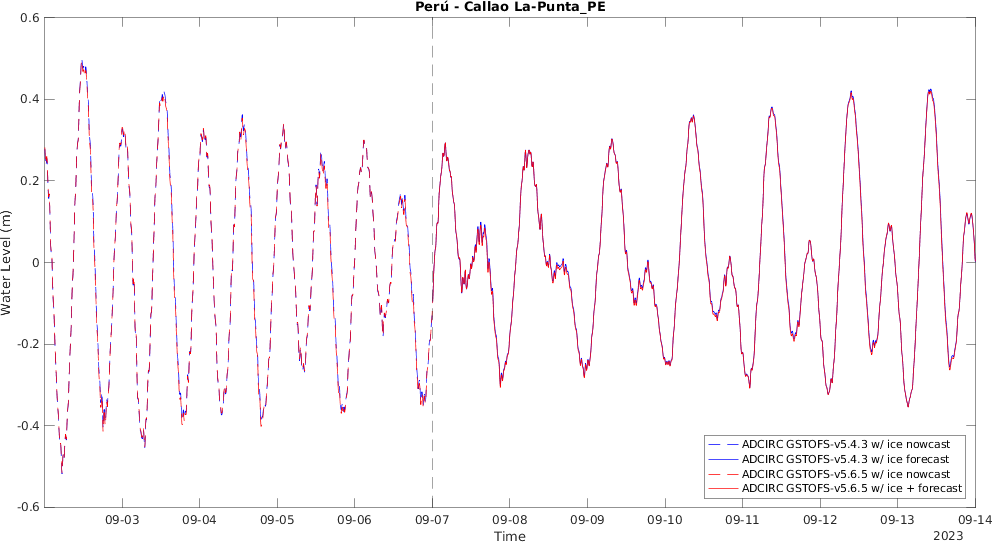 Perú - Callao La-Punta_PE
0.6
0.4
0.2
0
-0.2
-0.4
-0.6
Water Level (m)
ADCIRC GSTOFS-v5.4.3 w/ ice nowcast
ADCIRC GSTOFS-v5.4.3 w/ ice forecast
ADCIRC GSTOFS-v5.6.5 w/ ice nowcast
ADCIRC GSTOFS-v5.6.5 w/ ice + forecast
09-03 09-04 09-05 09-06 09-07 09-08 09-09 09-10 09-11 09-12 09-13 09-14
Time
2023